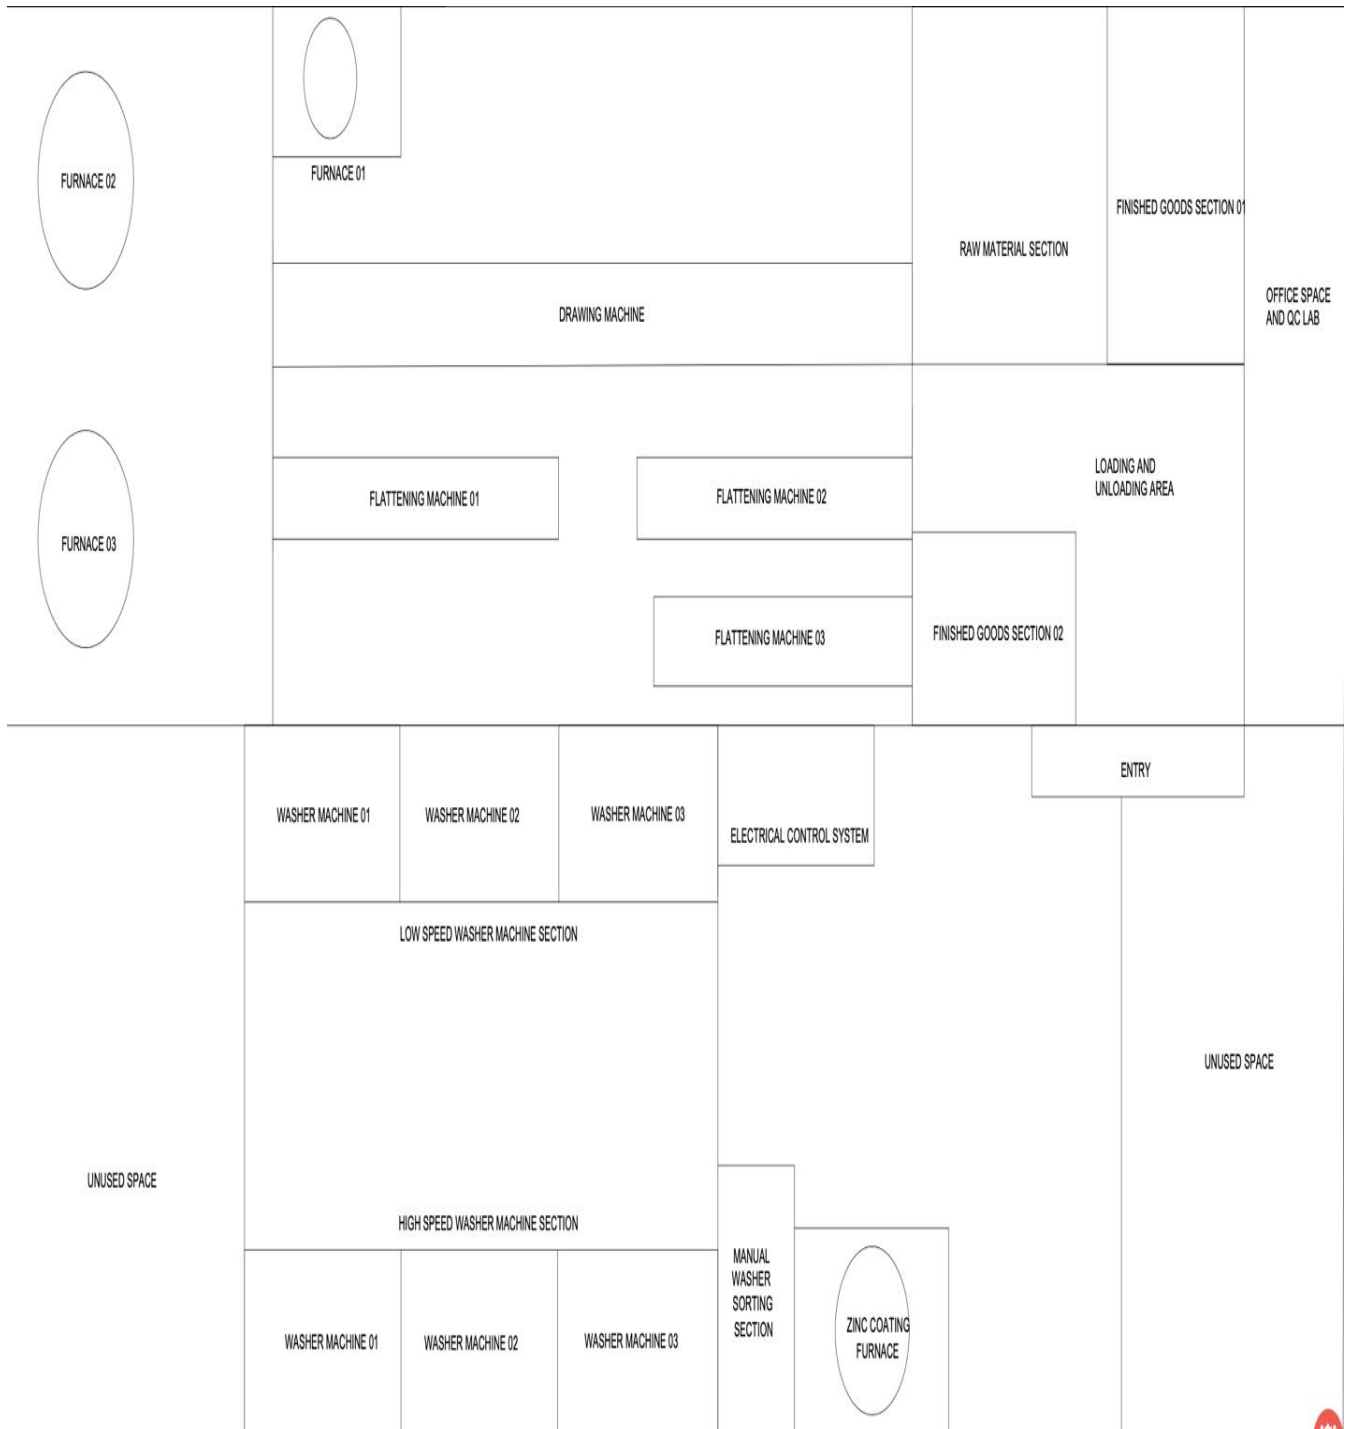 FURNACE 02
FURNACE 01
FINISHED GOODS SECTION 01
RAW MATERIAL SECTION
OFFICE SPACE
AND QC LAB
DRAWING MACHINE
LOADING AND
UNLOADING AREA
FLATTENING MACHINE 01
FLATTENING MACHINE 02
FURNACE 03
FLATTENING MACHINE 03
FINISHED GOODS SECTION 02
ENTRY
WASHER MACHINE 01
WASHER MACHINE 02
WASHER MACHINE 03
ELECTRICAL CONTROL SYSTEM
LOW SPEED WASHER MACHINE SECTION
UNUSED SPACE
UNUSED SPACE
HIGH SPEED WASHER MACHINE SECTION
MANUAL
WASHER
SORTING
SECTION
ZINC COATING
FURNACE
WASHER MACHINE 01
WASHER MACHINE 02
WASHER MACHINE 03